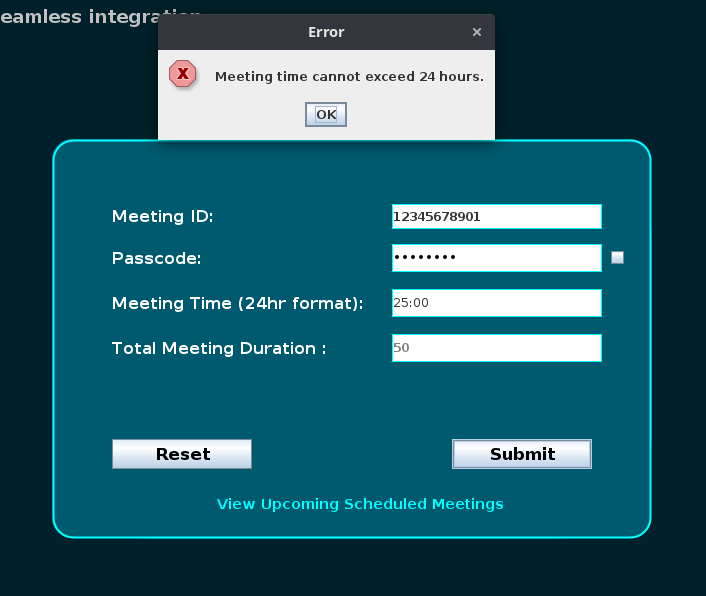 eamless integration
Error
×
X
Meeting time cannot exceed 24 hours.
OK
Meeting ID:
12345678901
Passcode:
••••••••
Meeting Time (24hr format):
25:00
Total Meeting Duration :
50
Reset
Submit
View Upcoming Scheduled Meetings